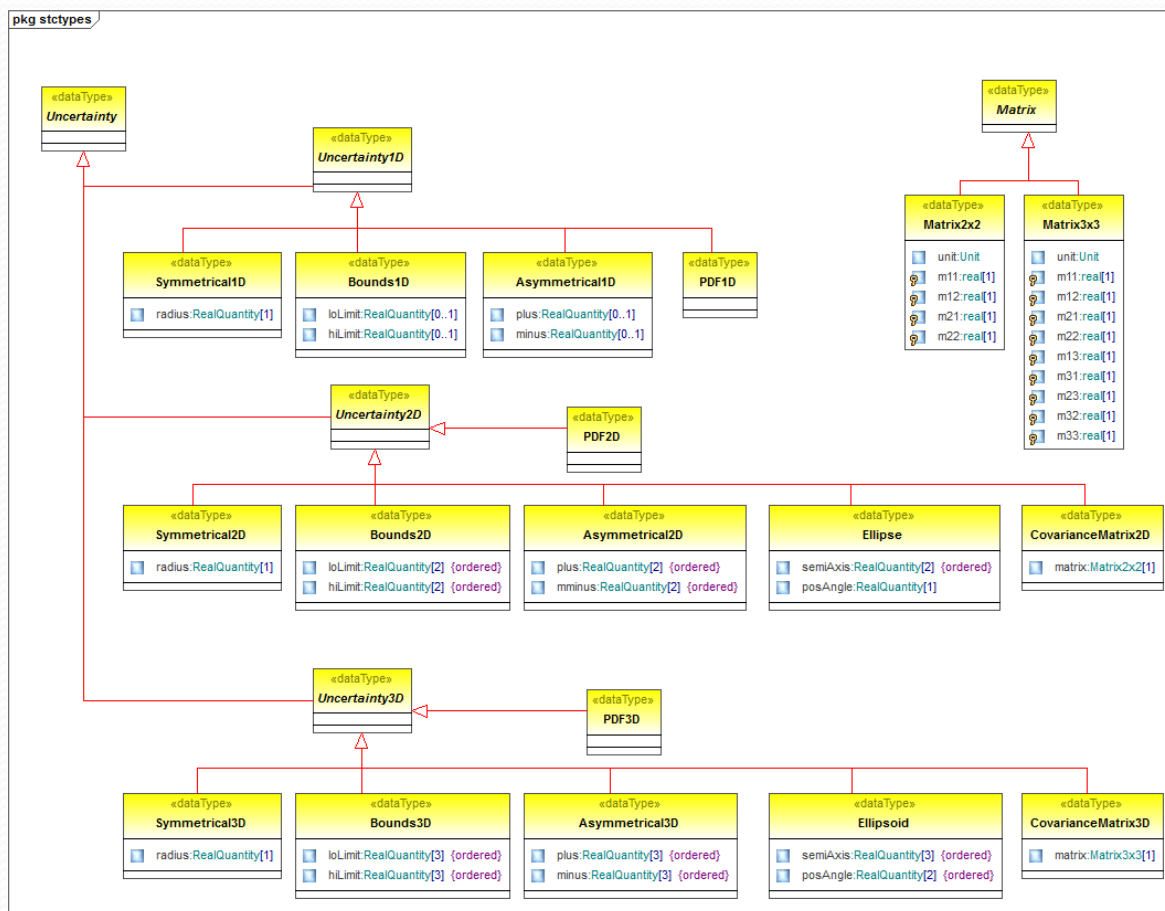 pkg stctypes
«dataType»
Uncertainty
«dataType»
Matrix
«dataType»
Uncertainty1D
«dataType»
Matrix2x2
unit:Unit
m11:real[1]
m12:real[1]
m21:real[1]
m22:real[1]
«dataType»
Matrix3x3
unit:Unit
m11:real[1]
m12:real[1]
m21:real[1]
m22:real[1]
m13:real[1]
m31:real[1]
m23:real[1]
m32:real[1]
m33:real[1]
«dataType»
Symmetrical1D
radius:RealQuantity[1]
«dataType»
Bounds1D
loLimit:RealQuantity[0..1]
hiLimit:RealQuantity[0..1]
«dataType»
Asymmetrical1D
plus:RealQuantity[0..1]
minus:RealQuantity[0..1]
«dataType»
PDF1D
«dataType»
Uncertainty2D
«dataType»
PDF2D
«dataType»
Symmetrical2D
radius:RealQuantity[1]
«dataType»
Bounds2D
loLimit:RealQuantity[2] {ordered}
hiLimit:RealQuantity[2] {ordered}
«dataType»
Asymmetrical2D
plus:RealQuantity[2] {ordered}
mminus:RealQuantity[2] {ordered}
«dataType»
Ellipse
semiAxis:RealQuantity[2] {ordered}
posAngle:RealQuantity[1]
«dataType»
CovarianceMatrix2D
matrix:Matrix2x2[1]
«dataType»
Uncertainty3D
«dataType»
PDF3D
«dataType»
Symmetrical3D
radius:RealQuantity[1]
«dataType»
Bounds3D
loLimit:RealQuantity[3] {ordered}
hiLimit:RealQuantity[3] {ordered}
«dataType»
Asymmetrical3D
plus:RealQuantity[3] {ordered}
minus:RealQuantity[3] {ordered}
«dataType»
Ellipsoid
semiAxis:RealQuantity[3] {ordered}
posAngle:RealQuantity[2] {ordered}
«dataType»
CovarianceMatrix3D
matrix:Matrix3x3[1]